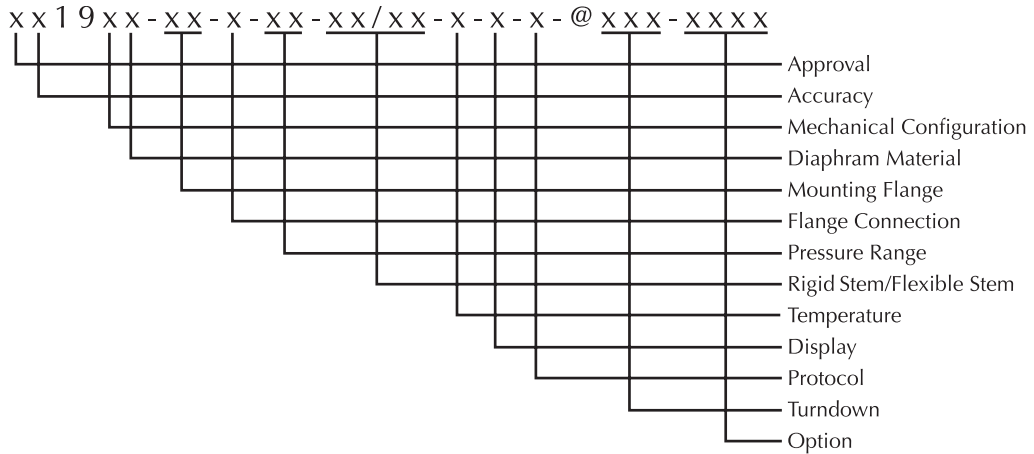 xx19xx-xx-x-xx-xx/xx-x-x-x-@xxx-xxxx
Approval
Accuracy
Mechanical Configuration
Diaphram Material
Mounting Flange
Flange Connection
Pressure Range
Rigid Stem/Flexible Stem
Temperature
Display
Protocol
Turndown
Option